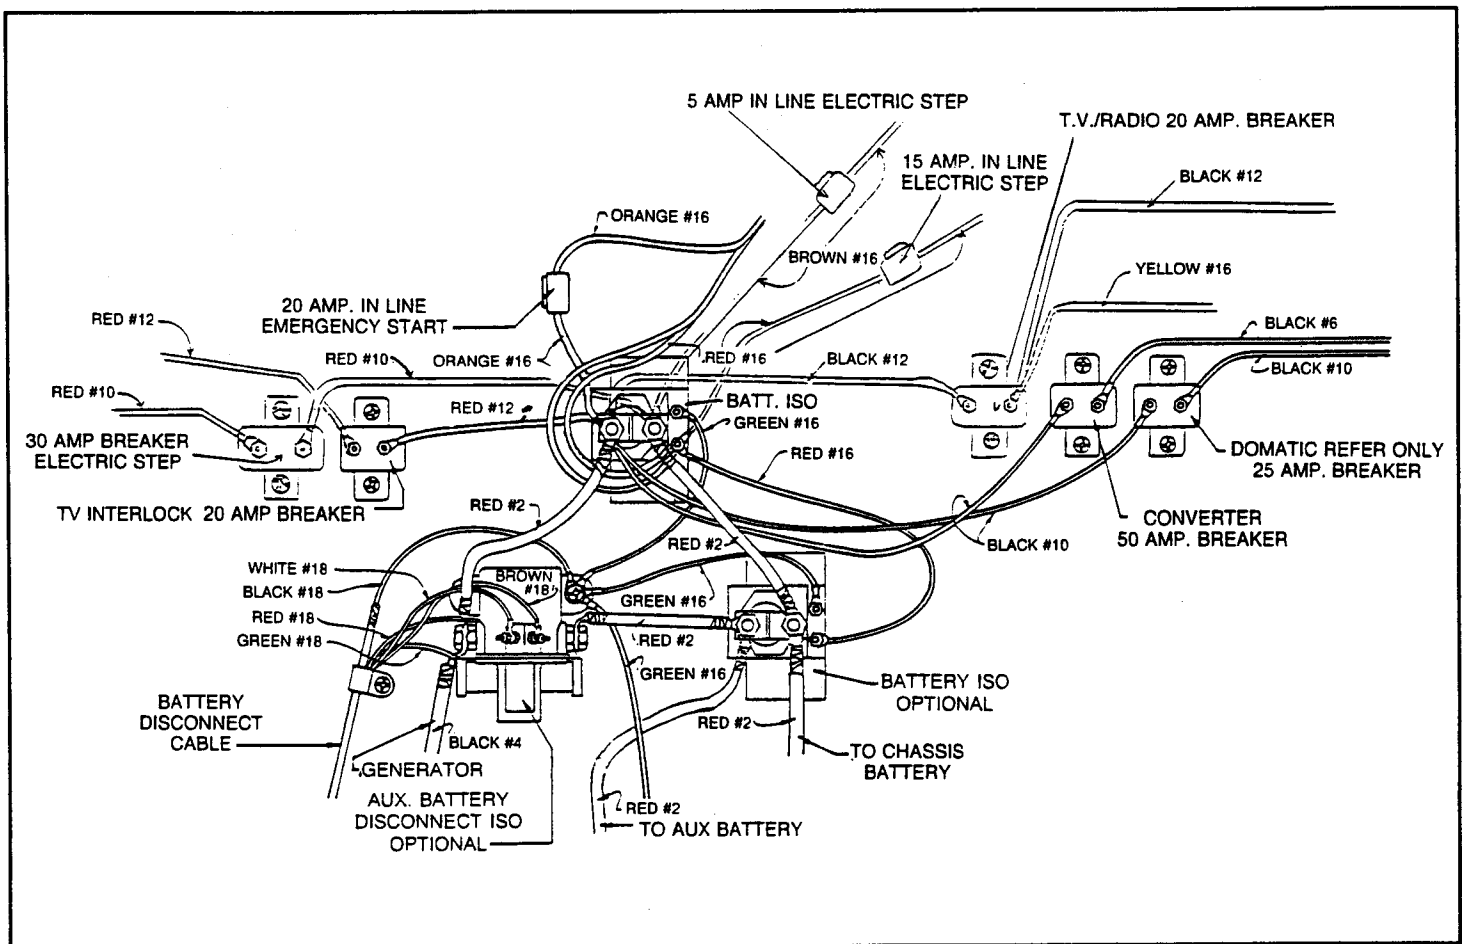 5 AMP IN LINE ELECTRIC STEP
T.V./RADIO 20 AMP. BREAKER
15 AMP. IN LINE
ELECTRIC STEP
BLACK #12
ORANGE #16
BROWN #16
YELLOW #16
20 AMP. IN LINE
EMERGENCY START
RED #12
BLACK #6
ORANGE #16
RED #10
RED #16
BLACK #12
BLACK #10
RED #10
RED #12
BATT. ISO
GREEN #16
30 AMP BREAKER
ELECTRIC STEP
RED #16
DOMATIC REFER ONLY
25 AMP. BREAKER
TV INTERLOCK 20 AMP BREAKER
RED #2
CONVERTER
50 AMP. BREAKER
RED #2
BLACK #10
WHITE #18
BROWN
#18
BLACK #18
GREEN #16
RED #18
GREEN #18
RED #2
GREEN #16
BATTERY ISO
OPTIONAL
BATTERY
DISCONNECT
CABLE
RED #2
BLACK #4
TO CHASSIS
BATTERY
GENERATOR
AUX. BATTERY
DISCONNECT ISO
OPTIONAL
RED #2
TO AUX BATTERY